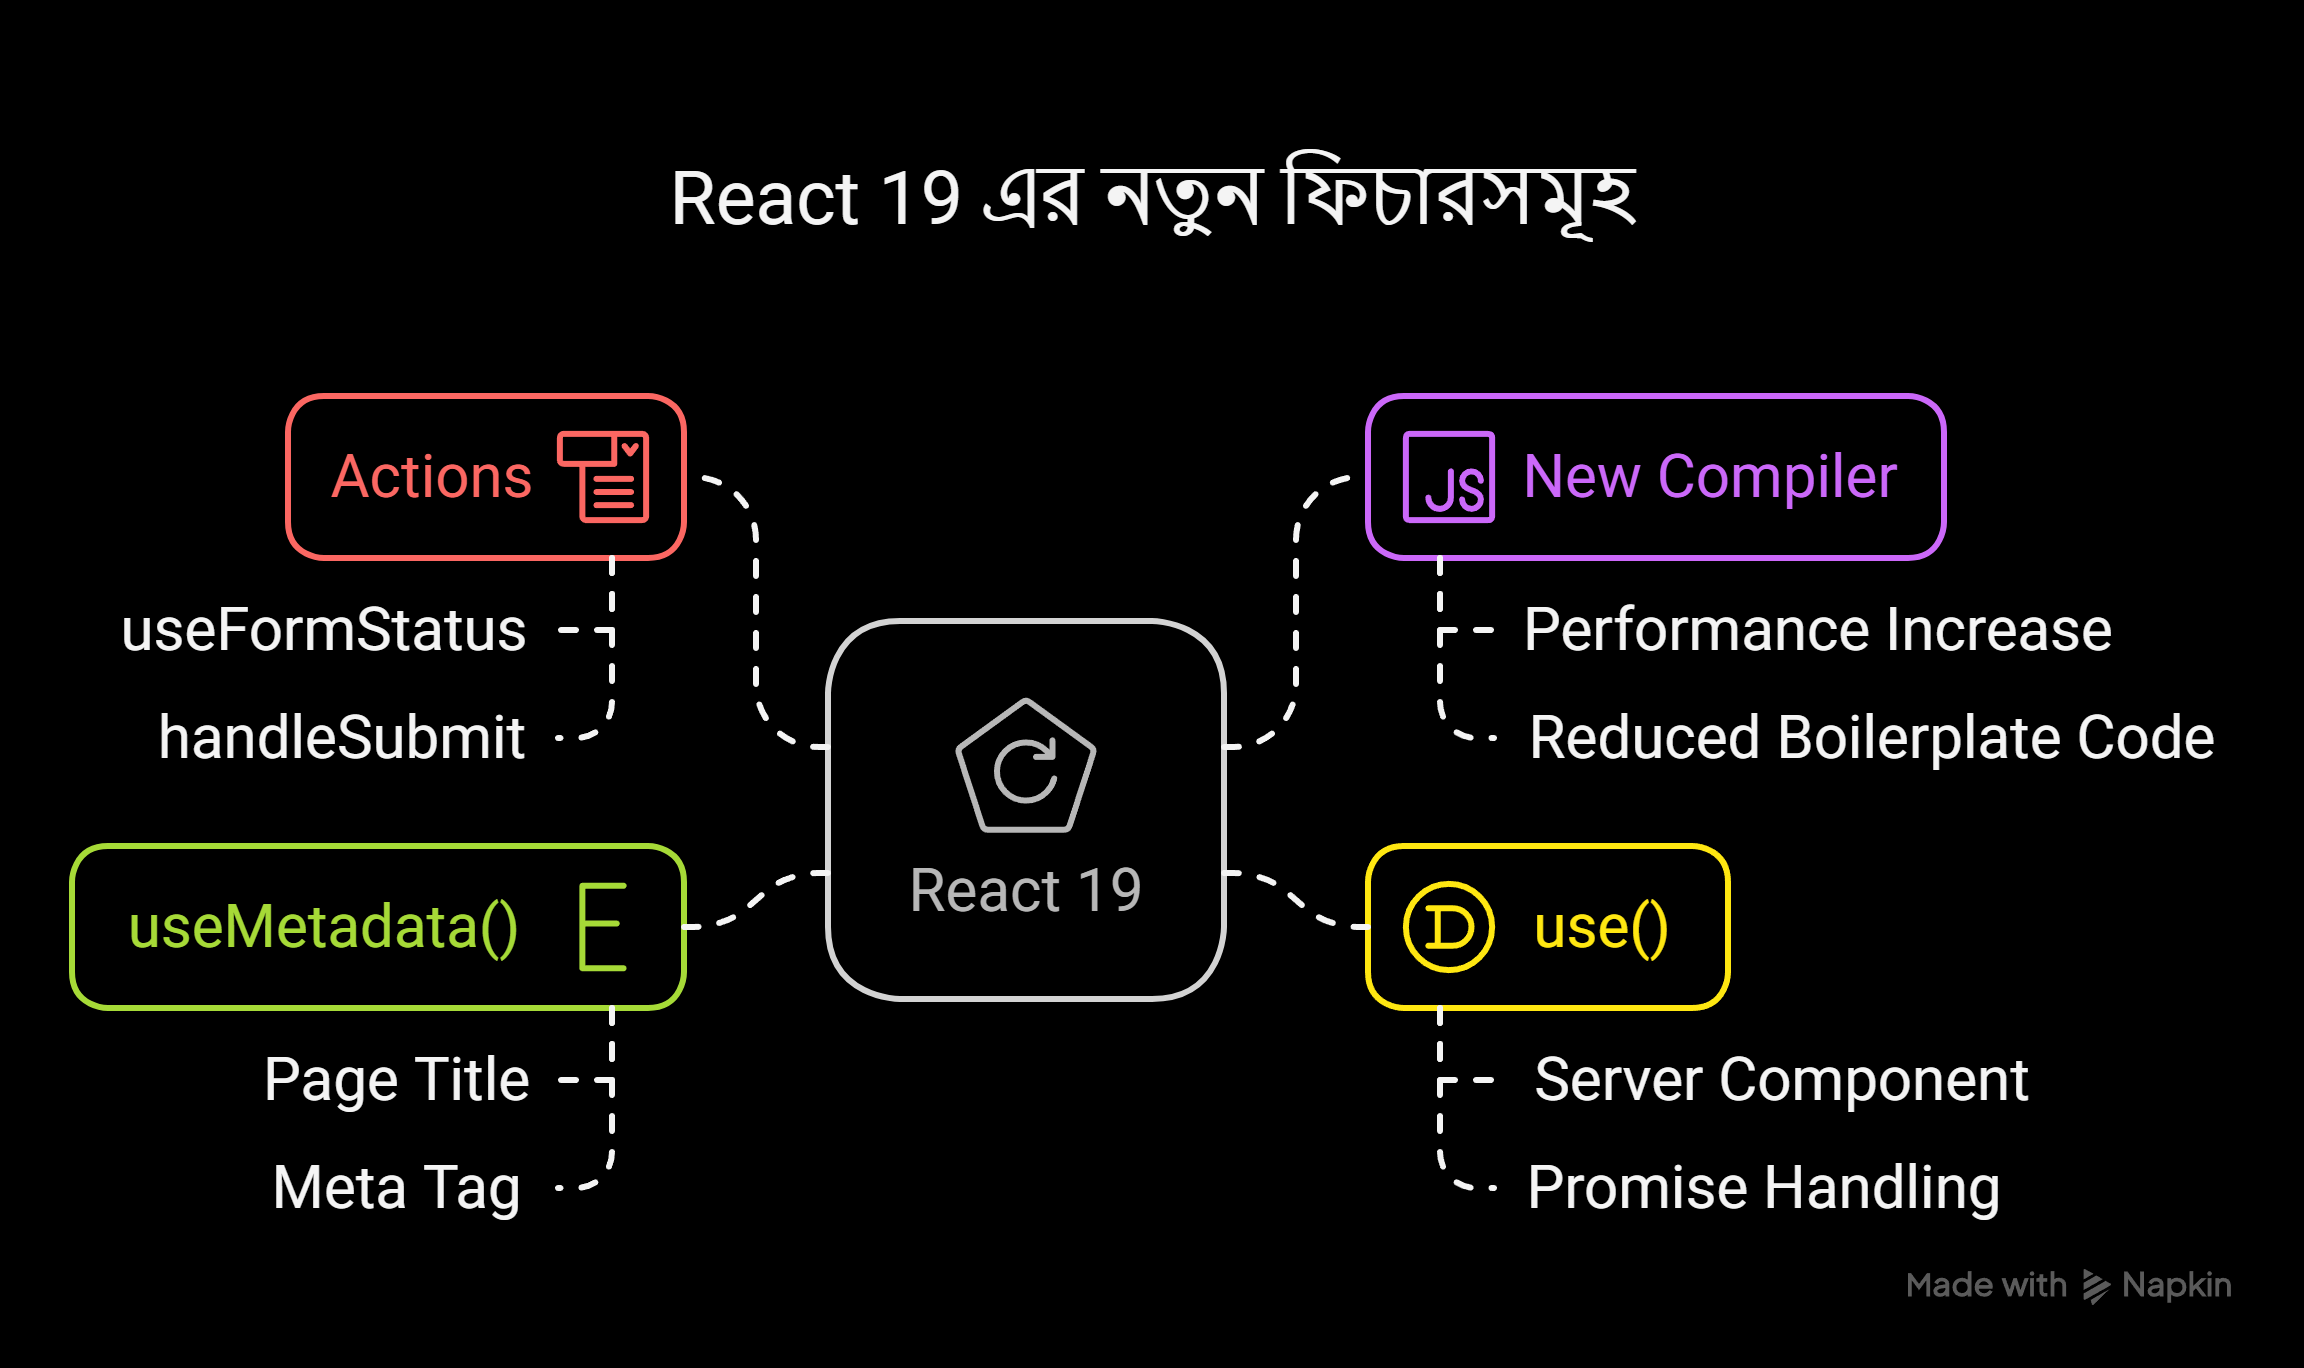 React 19 এর নতুন ফিচারসমূহ
Actions
useFormStatus
handleSubmit
useMetadata()
E
Page Title
Meta Tag
React 19
JS New Compiler
Performance Increase
Reduced Boilerplate Code
D use()
Server Component
Promise Handling
Made with Napkin